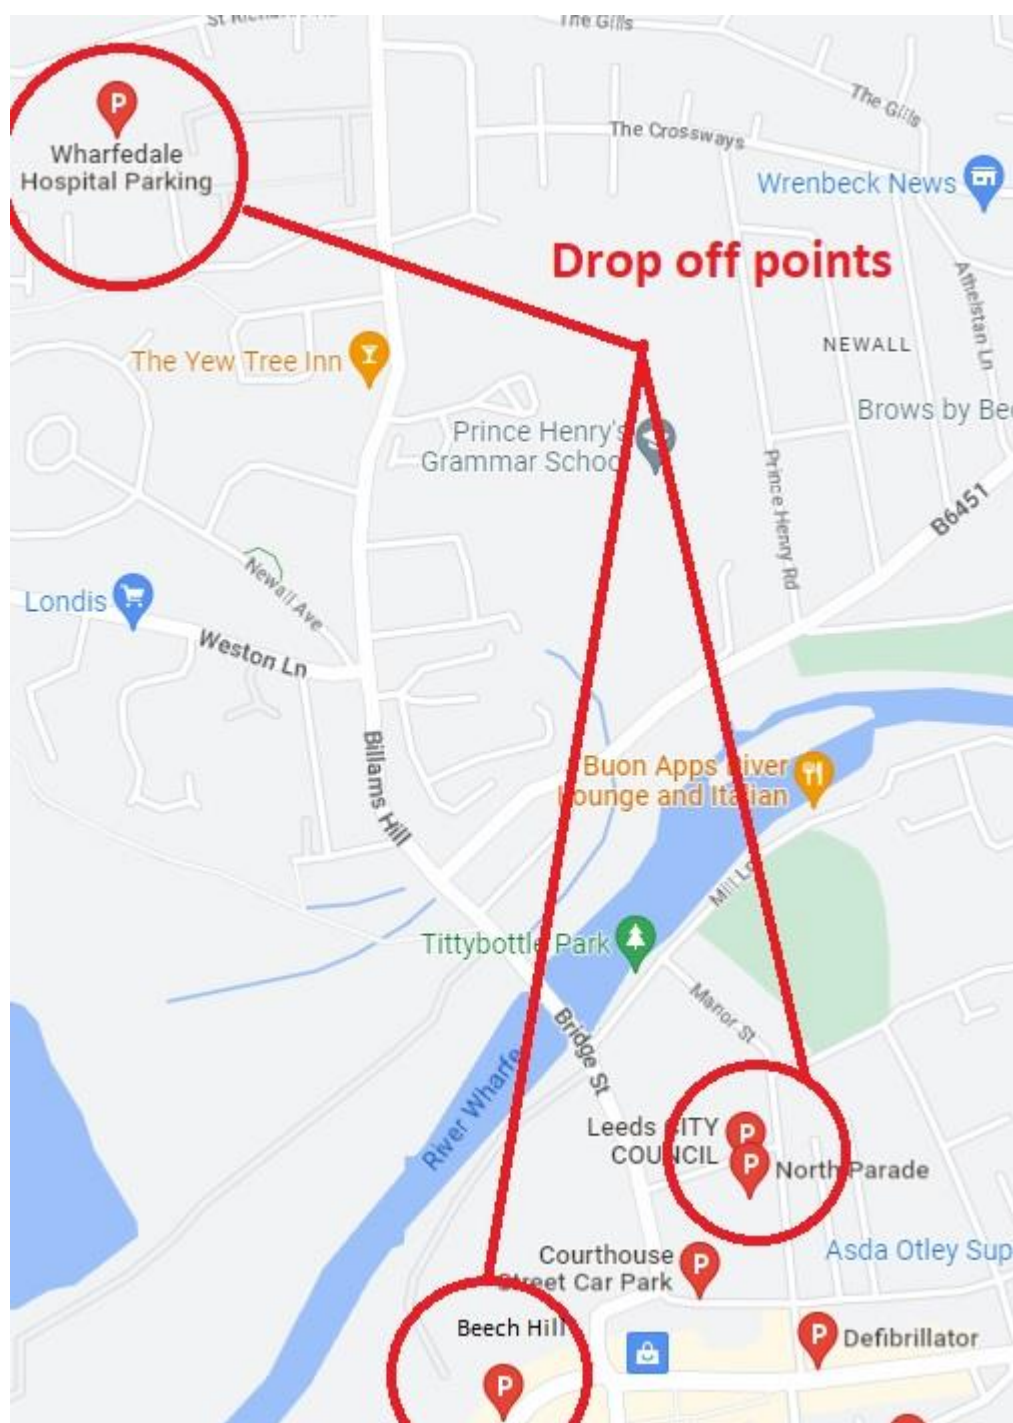 The Gills
The Gills
The Crossways
Wharfedale
Hospital Parking
Wrenbeck News
Drop off points
Athelstan Ln
NEWALL
The Yew Tree Inn
Brows by
Prince Henry's
Grammar School
Prince Henry Rd
B6451
Newall Ave
Londis
Weston Ln
Billams Hill
Buon Apps River
Lounge and Italian
Mill Ln
Tittybottle Park
Manor St
Bridge St
River Wharfe
Leeds CITY
COUNCIL
North Parade
Courthouse
Street Car Park
Asda Otley Sup
Beech Hill
Defibrillator